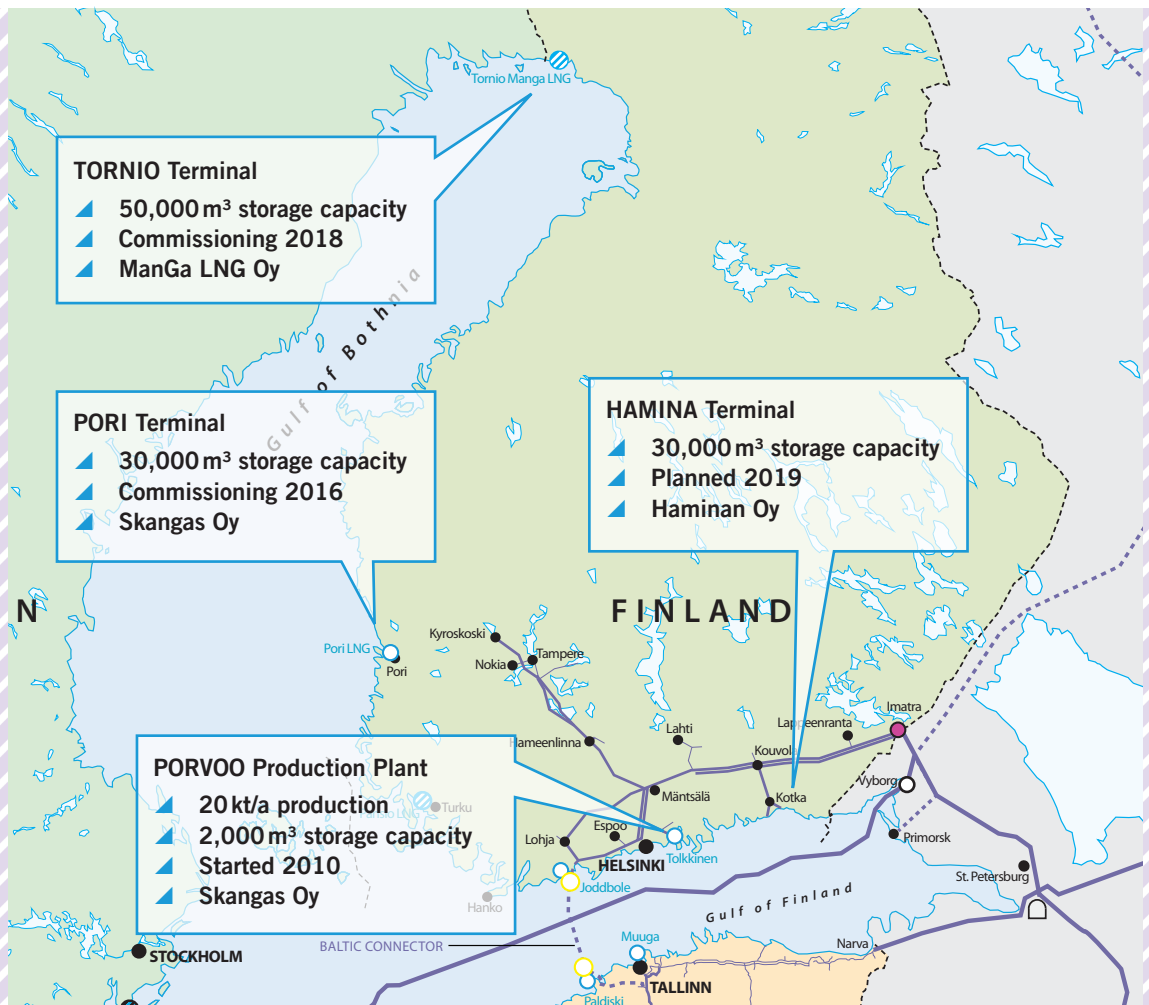 Tornio Manga LNG
TORNIO Terminal
50,000 m³ storage capacity
Commissioning 2018
ManGa LNG Oy
Gulf of Bothnia
PORI Terminal
30,000 m³ storage capacity
Commissioning 2016
Skangas Oy
HAMINA Terminal
30,000 m³ storage capacity
Planned 2019
Haminan Oy
N
FINLAND
Kyroskoski
Tampere
Nokia
Pori LNG
Pori
Imatra
Lappeenranta
Lahti
Hameenlinna
Kouvola
Vyborg
PORVOO Production Plant
20 kt/a production
2,000 m³ storage capacity
Started 2010
Skangas Oy
Turku
Mäntsälä
Kotka
Espoo
Lohja
Primorsk
Tolkkinen
HELSINKI
St. Petersburg
Joddbole
Hanko
Gulf of Finland
BALTIC CONNECTOR
Muuga
Narva
STOCKHOLM
TALLINN
Paldiski